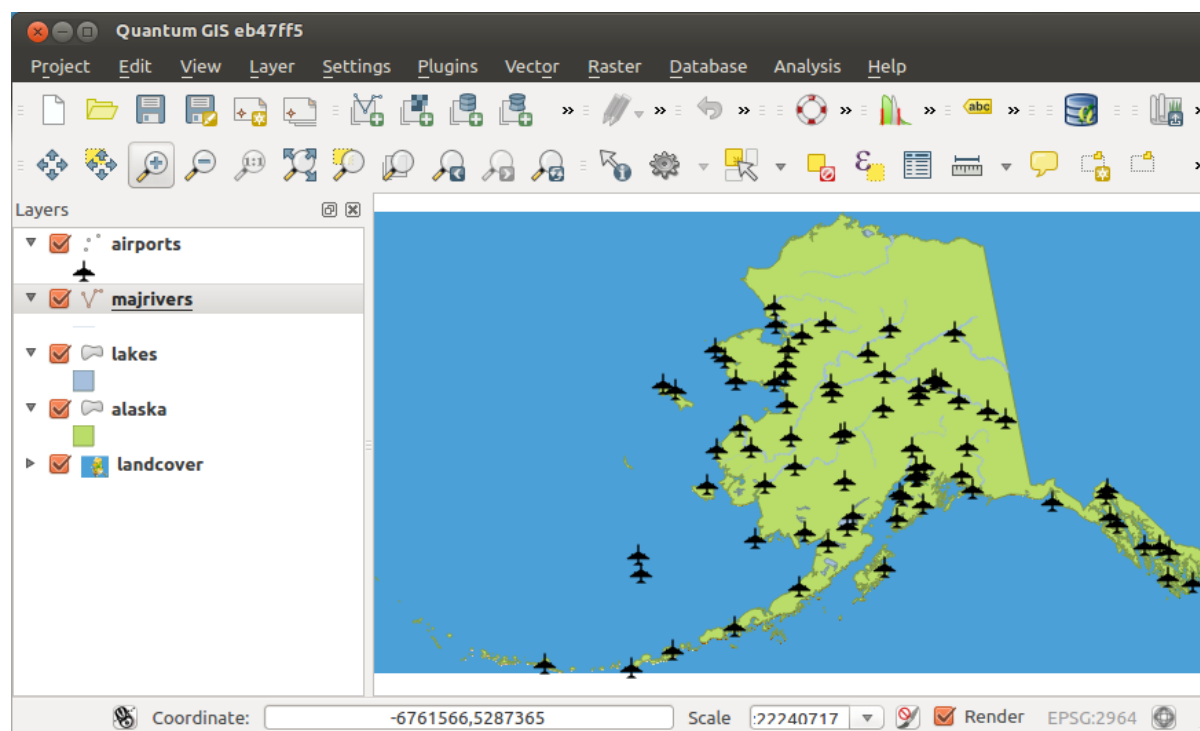 Quantum GIS eb47ff5
Project Edit View Layer Settings Plugins Vector Raster Database Analysis Help
abc
1:1
Layers
airports
majrivers
lakes
alaska
landcover
Coordinate: -6761566,5287365 Scale :22240717 Render EPSG:2964